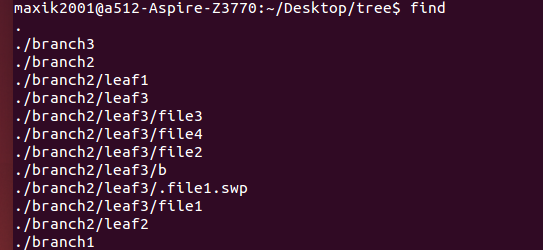 maxik2001@a512-Aspire-Z3770:~/Desktop/tree$ find
.
./branch3
./branch2
./branch2/leaf1
./branch2/leaf3
./branch2/leaf3/file3
./branch2/leaf3/file4
./branch2/leaf3/file2
./branch2/leaf3/b
./branch2/leaf3/.file1.swp
./branch2/leaf3/file1
./branch2/leaf2
./branch1